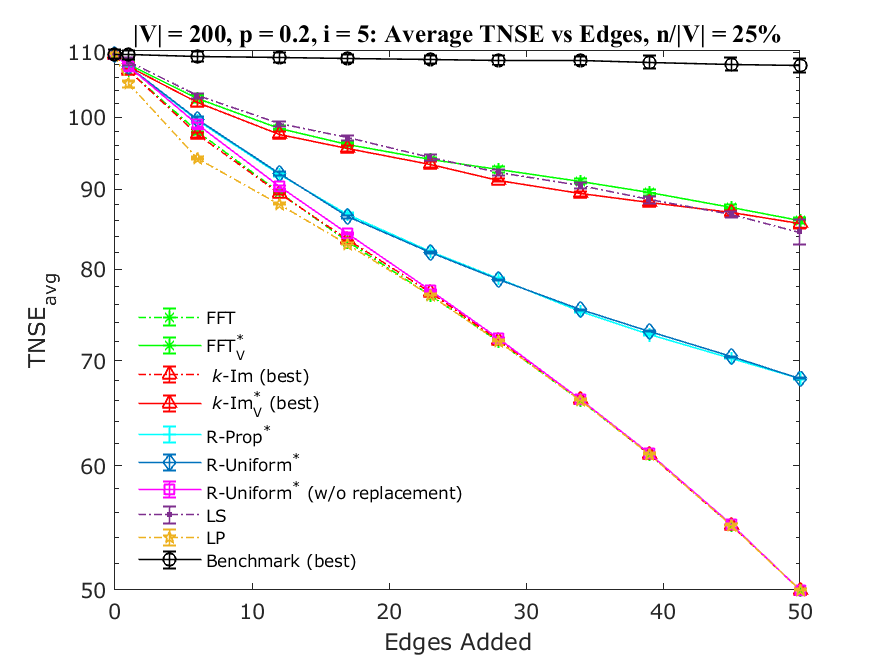 |V| = 200, p = 0.2, i = 5: Average TNSE vs Edges, n/|V| = 25%
110
100
90
80
70
60
50
TNSE_avg
FFT
FFT*_V
k-Im (best)
k-Im*_V (best)
R-Prop*
R-Uniform*
R-Uniform* (w/o replacement)
LS
LP
Benchmark (best)
0 10 20 30 40 50
Edges Added